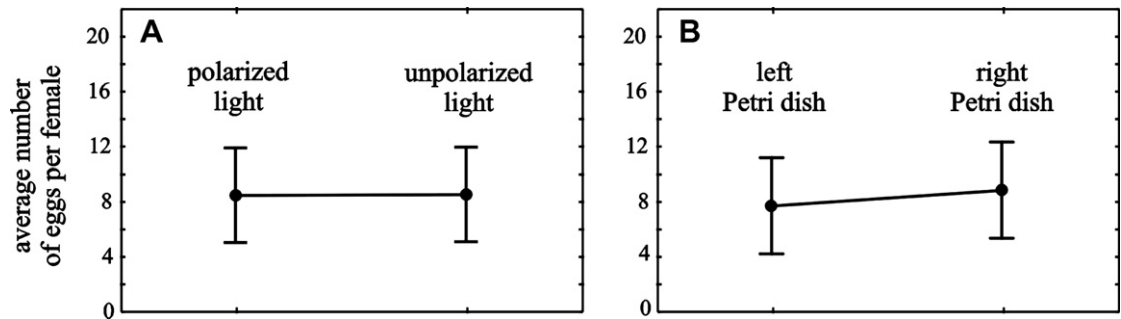 A
B
average number
of eggs per female
20
16
12
8
4
0
polarized
light
unpolarized
light
20
16
12
8
4
0
left
Petri dish
right
Petri dish